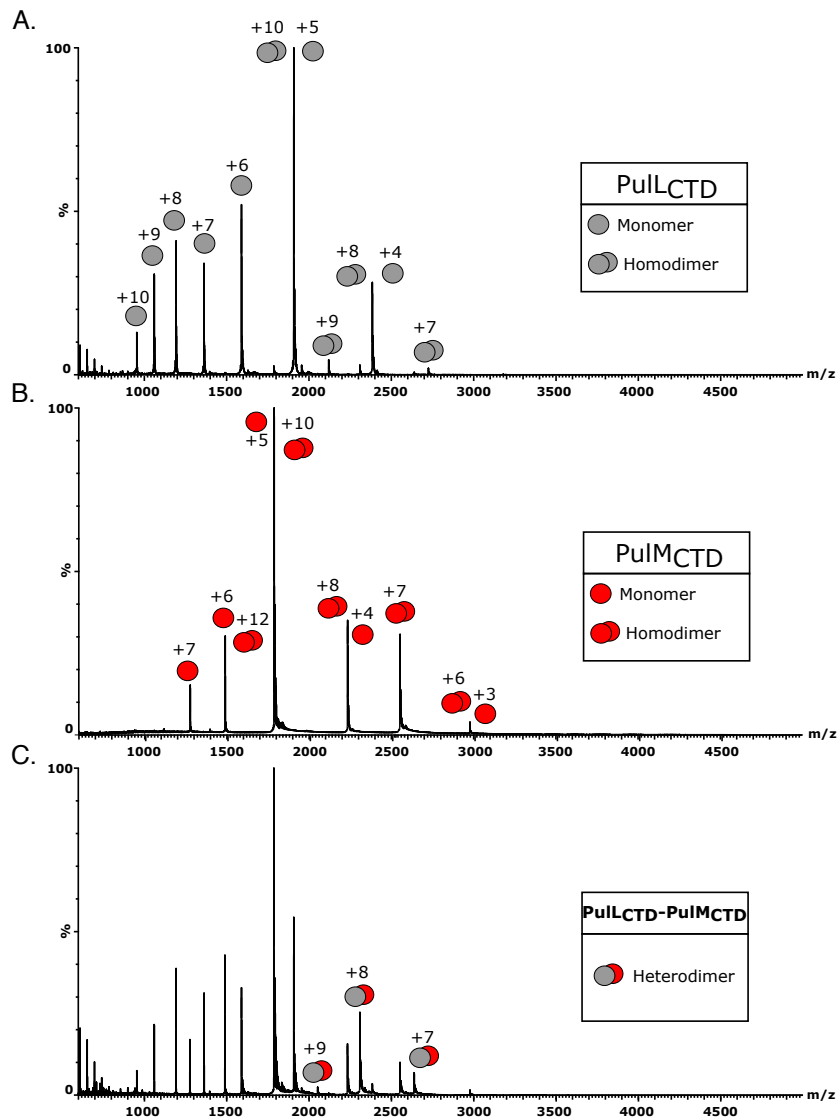 A.
100
%
0
+10
+9
+8
+7
+6
+10 +5
+9
+8 +4
+7
1000 1500 2000 2500 3000 3500 4000 4500 m/z
PulLCTD
Monomer
Homodimer
B.
100
%
0
+7
+6
+12
+5
+10
+8
+4
+7
+6
+3
1000 1500 2000 2500 3000 3500 4000 4500 m/z
PulMCTD
Monomer
Homodimer
C.
100
%
0
+9
+8
+7
1000 1500 2000 2500 3000 3500 4000 4500 m/z
PulLCTD-PulMCTD
Heterodimer